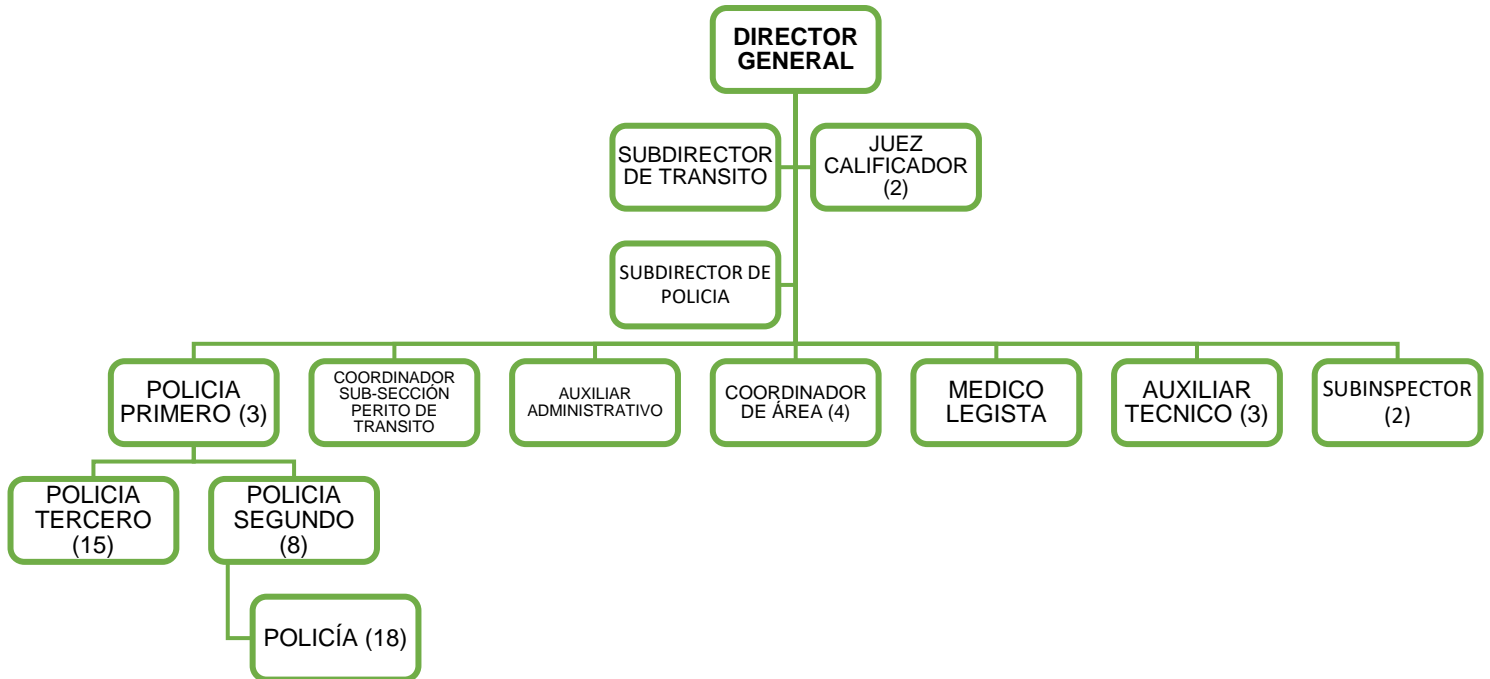 DIRECTOR
GENERAL
SUBDIRECTOR
DE TRANSITO
JUEZ
CALIFICADOR
(2)
SUBDIRECTOR DE
POLICIA
POLICIA
PRIMERO (3)
COORDINADOR
SUB-SECCIÓN
PERITO DE
TRANSITO
AUXILIAR
ADMINISTRATIVO
COORDINADOR
DE ÁREA (4)
MEDICO
LEGISTA
AUXILIAR
TECNICO (3)
SUBINSPECTOR
(2)
POLICIA
TERCERO
(15)
POLICIA
SEGUNDO
(8)
POLICÍA (18)